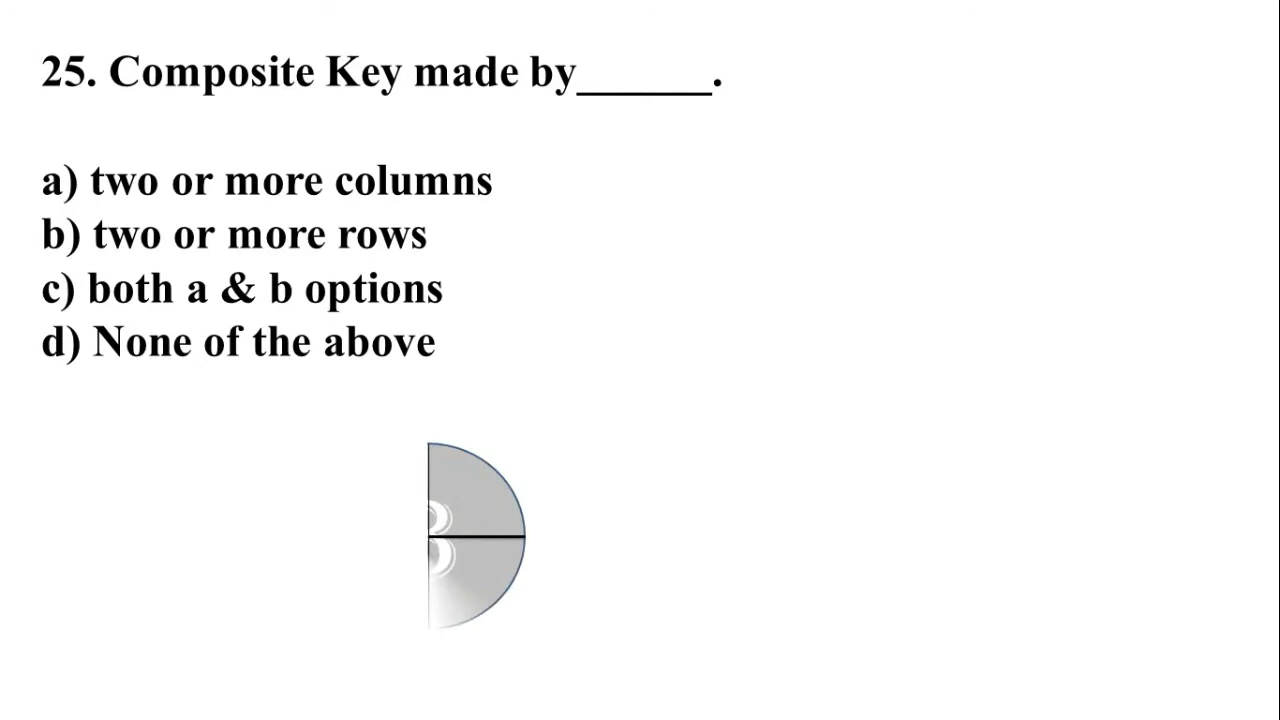 25. Composite Key made by______.
a) two or more columns
b) two or more rows
c) both a & b options
d) None of the above